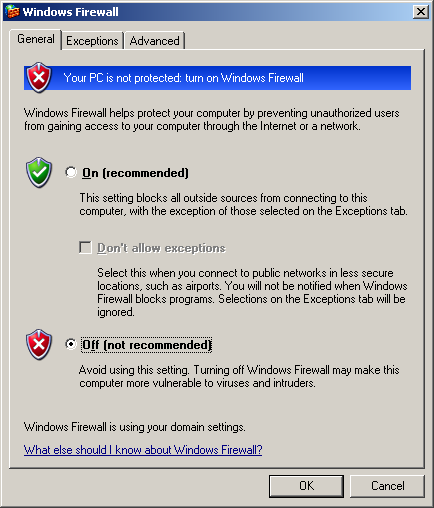 Windows Firewall
General Exceptions Advanced
Your PC is not protected: turn on Windows Firewall
Windows Firewall helps protect your computer by preventing unauthorized users
from gaining access to your computer through the Internet or a network.
On (recommended)
This setting blocks all outside sources from connecting to this
computer, with the exception of those selected on the Exceptions tab.
Don't allow exceptions
Select this when you connect to public networks in less secure
locations, such as airports. You will not be notified when Windows
Firewall blocks programs. Selections on the Exceptions tab will be
ignored.
Off (not recommended)
Avoid using this setting. Turning off Windows Firewall may make this
computer more vulnerable to viruses and intruders.
Windows Firewall is using your domain settings.
What else should I know about Windows Firewall?
OK Cancel